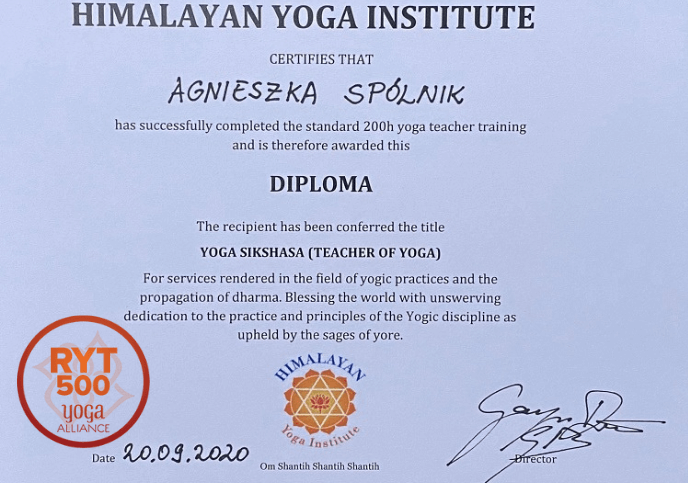 HIMALAYAN YOGA INSTITUTE
CERTIFIES THAT
AGNIESZKA SPÓLNIK
has successfully completed the standard 200h yoga teacher training
and is therefore awarded this
DIPLOMA
The recipient has been conferred the title
YOGA SIKSHASA (TEACHER OF YOGA)
For services rendered in the field of yogic practices and the
propagation of dharma. Blessing the world with unswerving
dedication to the practice and principles of the Yogic discipline as
upheld by the sages of yore.
RYT
500
yoga
ALLIANCE
HIMALAYAN
Yoga Institute
Date 20.09.2020
Om Shantih Shantih Shantih
Director